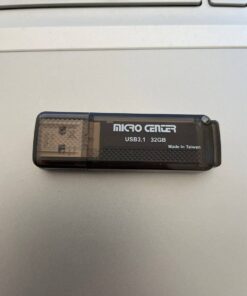 MICRO CENTER
USB3.1 32GB
Made In Taiwan